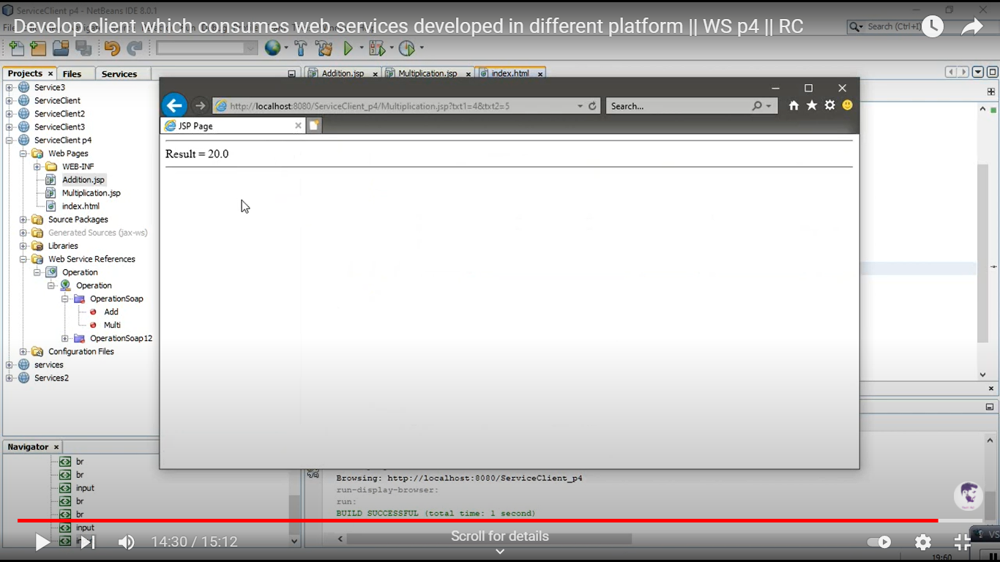 ServiceClient p4 - NetBeans IDE 8.0.1
Develop client which consumes web services developed in different platform || WS p4 || RC
Search (Ctrl+I)
Projects
Files
Services
Addition.jsp
Multiplication.jsp
index.html
Service3
ServiceClient
ServiceClient2
ServiceClient3
ServiceClient p4
Web Pages
WEB-INF
Addition.jsp
Multiplication.jsp
index.html
Source Packages
Generated Sources (jax-ws)
Libraries
Web Service References
Operation
Operation
OperationSoap
Add
Multi
OperationSoap12
Configuration Files
services
Services2
http://localhost:8080/ServiceClient_p4/Multiplication.jsp?txt1=4&txt2=5
Search...
JSP Page
Result = 20.0
Navigator
br
br
input
br
br
input
Browsing: http://localhost:8080/ServiceClient_p4
run-display-browser:
run:
BUILD SUCCESSFUL (total time: 1 second)
14:30 / 15:12
Scroll for details
VS
19:60